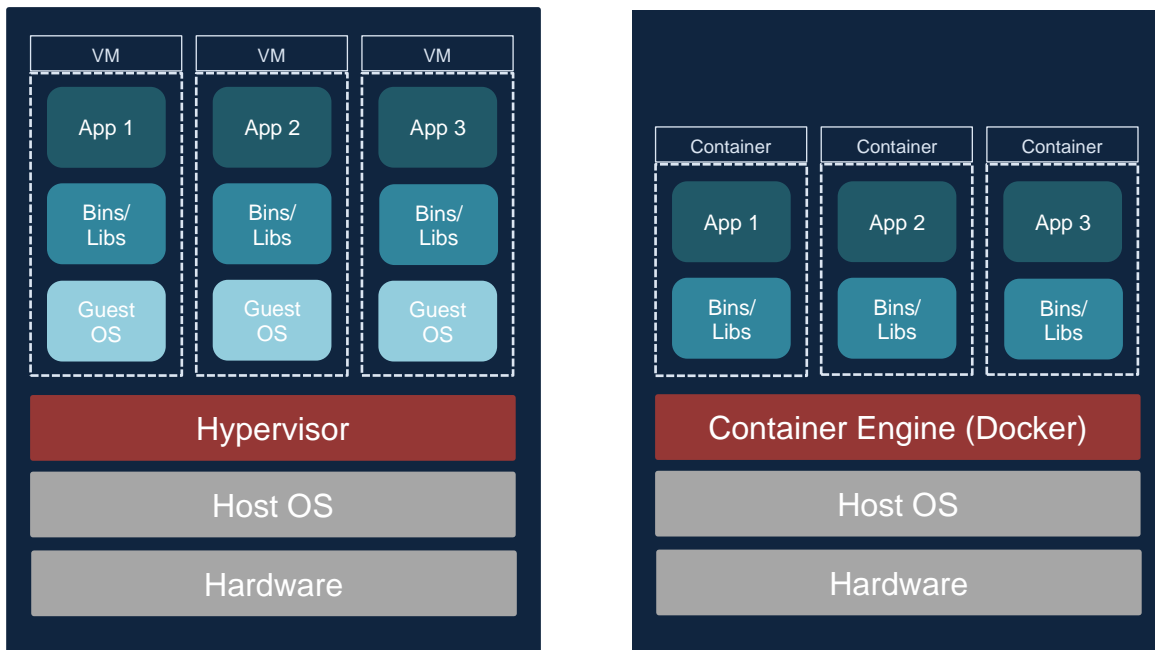 VM
VM
VM
App 1
App 2
App 3
Bins/
Libs
Bins/
Libs
Bins/
Libs
Guest
OS
Guest
OS
Guest
OS
Hypervisor
Host OS
Hardware
Container
Container
Container
App 1
App 2
App 3
Bins/
Libs
Bins/
Libs
Bins/
Libs
Container Engine (Docker)
Host OS
Hardware